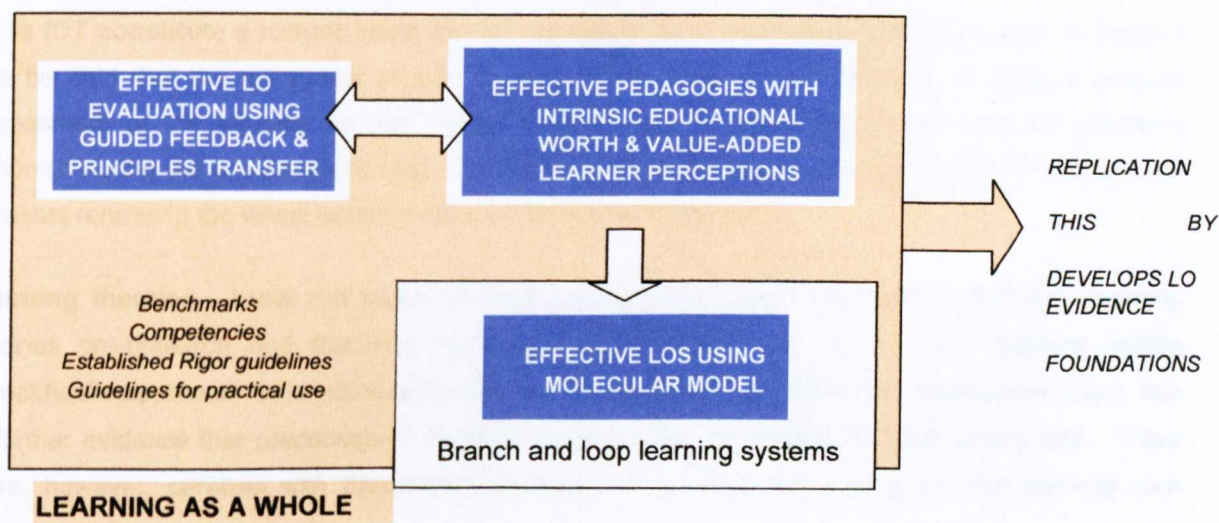 EFFECTIVE LO
EVALUATION USING
GUIDED FEEDBACK &
PRINCIPLES TRANSFER
EFFECTIVE PEDAGOGIES WITH
INTRINSIC EDUCATIONAL
WORTH & VALUE-ADDED
LEARNER PERCEPTIONS
REPLICATION
THIS BY
DEVELOPS LO
EVIDENCE
FOUNDATIONS
Benchmarks
Competencies
Established Rigor guidelines
Guidelines for practical use
EFFECTIVE LOS USING
MOLECULAR MODEL
Branch and loop learning systems
LEARNING AS A WHOLE